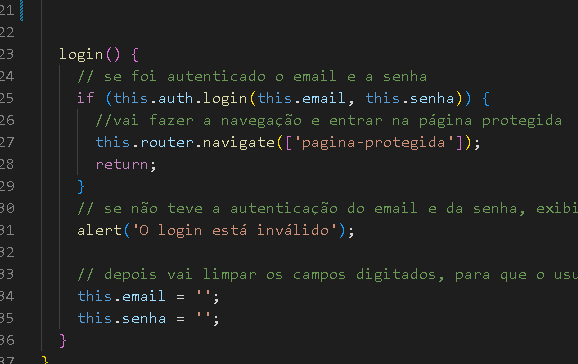 21
22
23 login() {
24 // se foi autenticado o email e a senha
25 if (this.auth.login(this.email, this.senha)) {
26 //vai fazer a navegação e entrar na página protegida
27 this.router.navigate(['pagina-protegida']);
28 return;
29 }
30 // se não teve a autenticação do email e da senha, exibi
31 alert('O login está inválido');
32
33 // depois vai limpar os campos digitados, para que o usu
34 this.email = '';
35 this.senha = '';
36 }
37 }